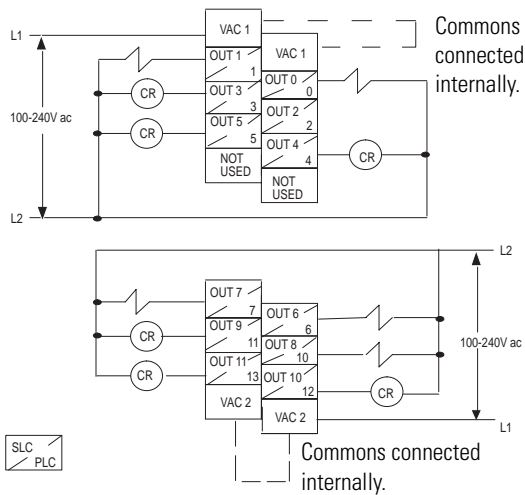 VAC 1
Commons
connected
internally.
L1
VAC 1
OUT 1
1
OUT 0
0
CR
OUT 3
3
100-240V ac
OUT 2
2
CR
OUT 5
5
OUT 4
4
CR
NOT
USED
NOT
USED
L2
L2
OUT 7
7
OUT 6
6
CR
OUT 9
11
OUT 8
10
100-240V ac
CR
OUT 11
13
OUT 10
12
CR
VAC 2
VAC 2
L1
SLC
PLC
Commons connected
internally.